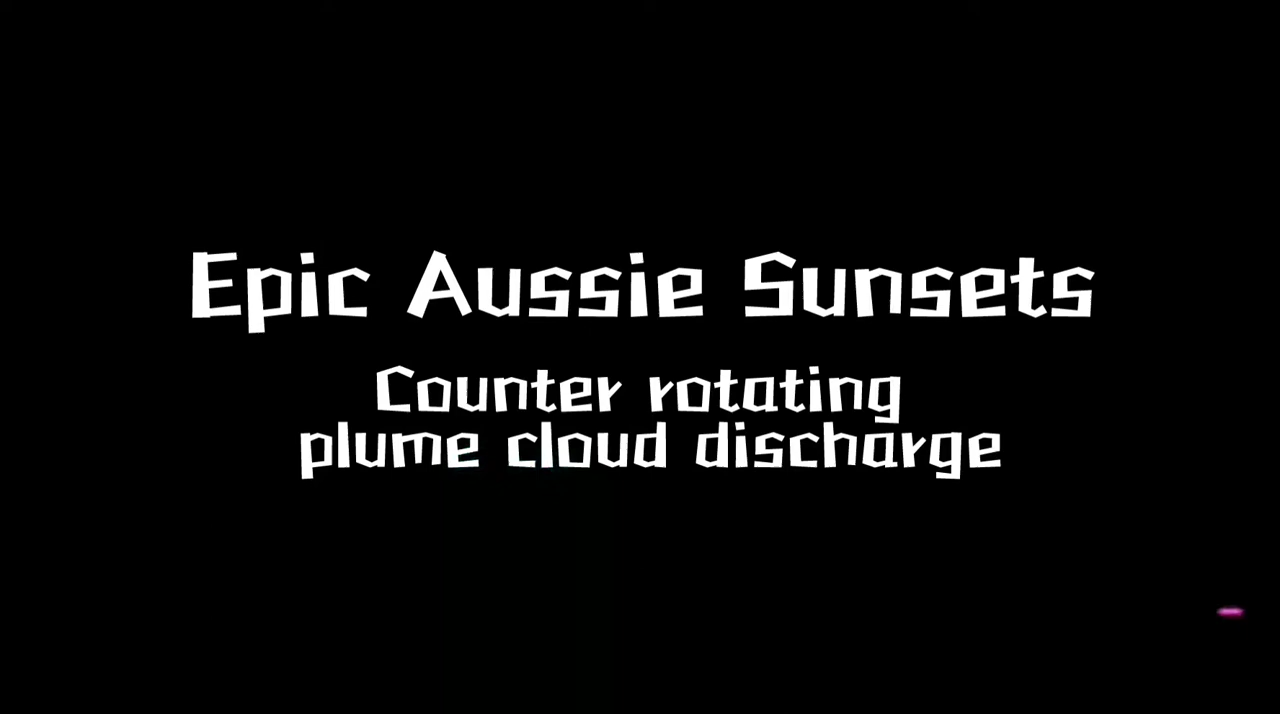 Epic Aussie Sunsets
Counter rotating
plume cloud discharge